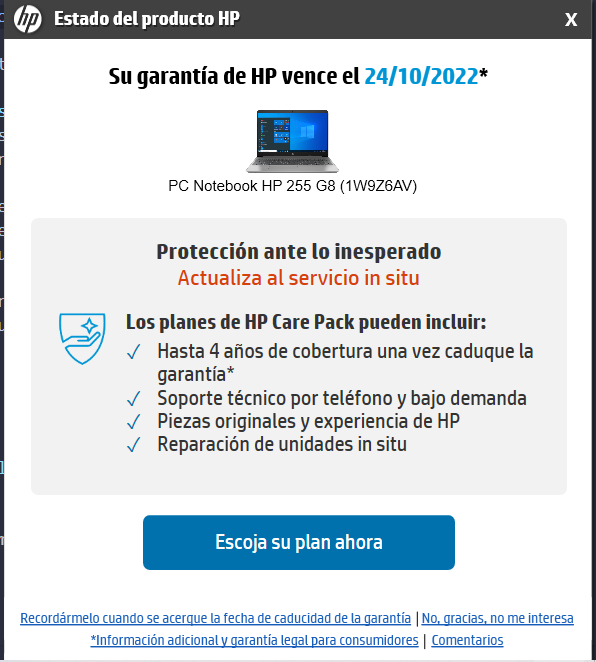 hp Estado del producto HP X
Su garantía de HP vence el 24/10/2022*
PC Notebook HP 255 G8 (1W9Z6AV)
Protección ante lo inesperado
Actualiza al servicio in situ
Los planes de HP Care Pack pueden incluir:
✓ Hasta 4 años de cobertura una vez caduque la
garantía*
✓ Soporte técnico por teléfono y bajo demanda
✓ Piezas originales y experiencia de HP
✓ Reparación de unidades in situ
Escoja su plan ahora
Recordármelo cuando se acerque la fecha de caducidad de la garantía | No, gracias, no me interesa
*Información adicional y garantía legal para consumidores | Comentarios